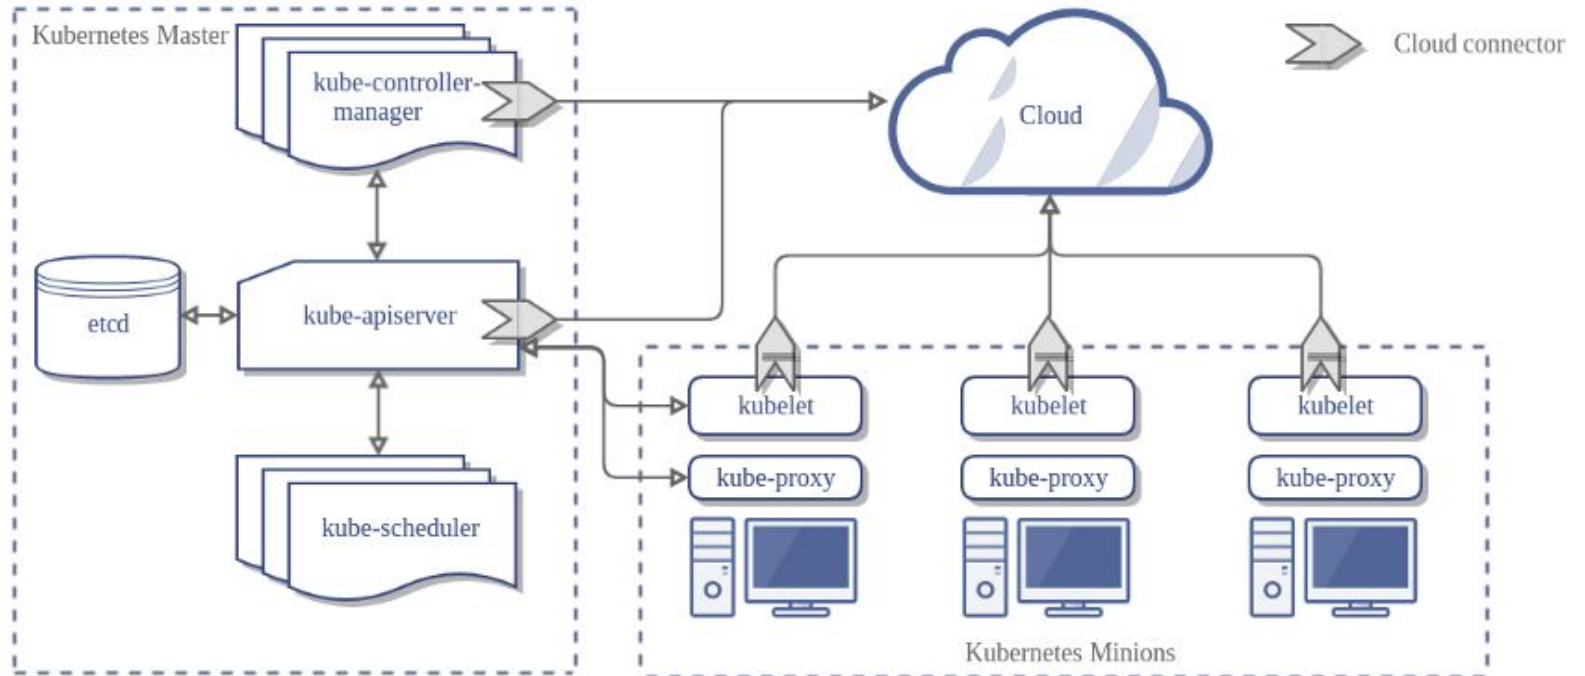 Kubernetes Master
kube-controller-
manager
Cloud
Cloud connector
etcd
kube-apiserver
kubelet
kubelet
kubelet
kube-proxy
kube-proxy
kube-proxy
kube-scheduler
Kubernetes Minions